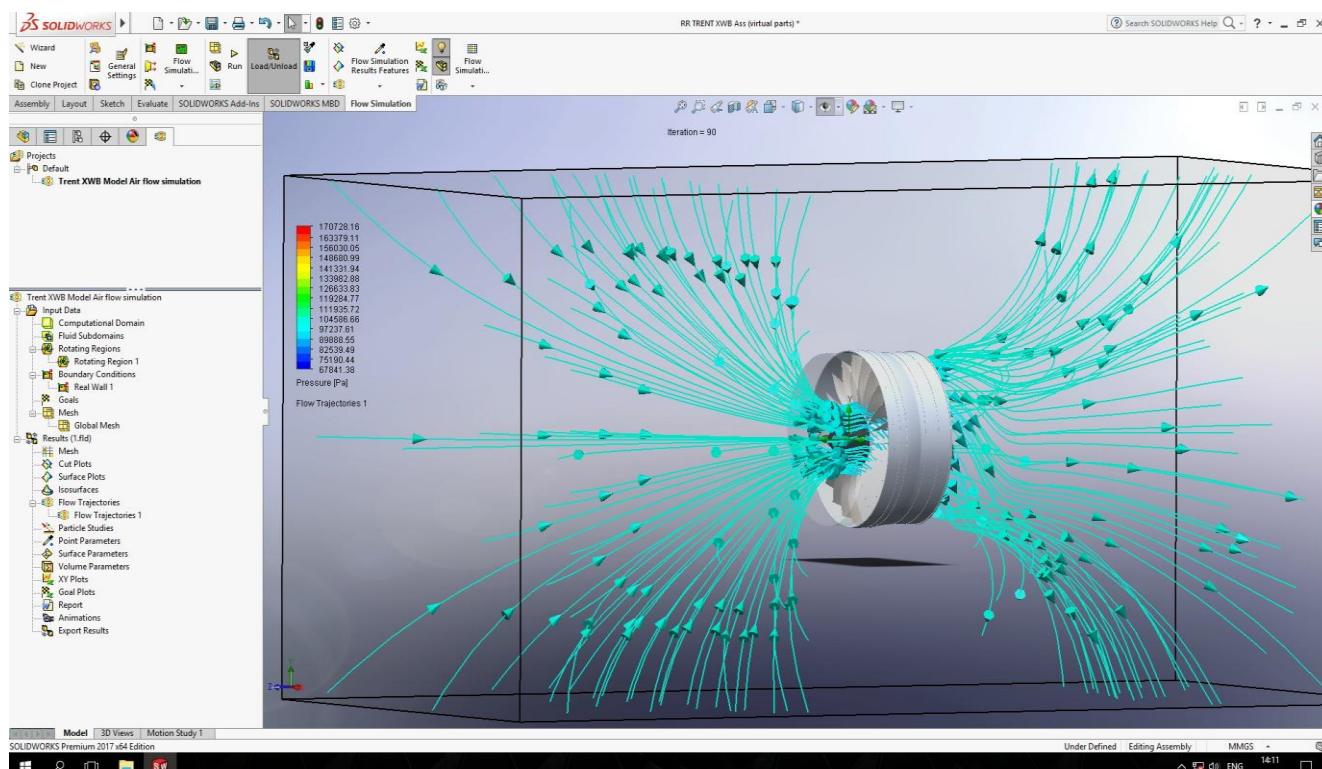 SOLIDWORKS
RR TRENT XWB Ass (virtual parts) *
Search SOLIDWORKS Help
Wizard
New
Clone Project
General Settings
Flow Simulati...
Run
Load/Unload
Flow Simulation Results Features
Flow Simulati...
Assembly Layout Sketch Evaluate SOLIDWORKS Add-Ins SOLIDWORKS MBD Flow Simulation
Iteration = 90
Projects
Default
Trent XWB Model Air flow simulation
170728.16
163379.11
156030.05
148680.99
141331.94
133982.88
126633.83
119284.77
111935.72
104586.66
97237.61
89888.55
82539.49
75190.44
67841.38
Pressure [Pa]
Flow Trajectories 1
Trent XWB Model Air flow simulation
Input Data
Computational Domain
Fluid Subdomains
Rotating Regions
Rotating Region 1
Boundary Conditions
Real Wall 1
Goals
Mesh
Global Mesh
Results (1.fld)
Mesh
Cut Plots
Surface Plots
Isosurfaces
Flow Trajectories
Flow Trajectories 1
Particle Studies
Point Parameters
Surface Parameters
Volume Parameters
XY Plots
Goal Plots
Report
Animations
Export Results
Y
Z
Model 3D Views Motion Study 1
SOLIDWORKS Premium 2017 x64 Edition
Under Defined Editing Assembly MMGS
ENG 14:11